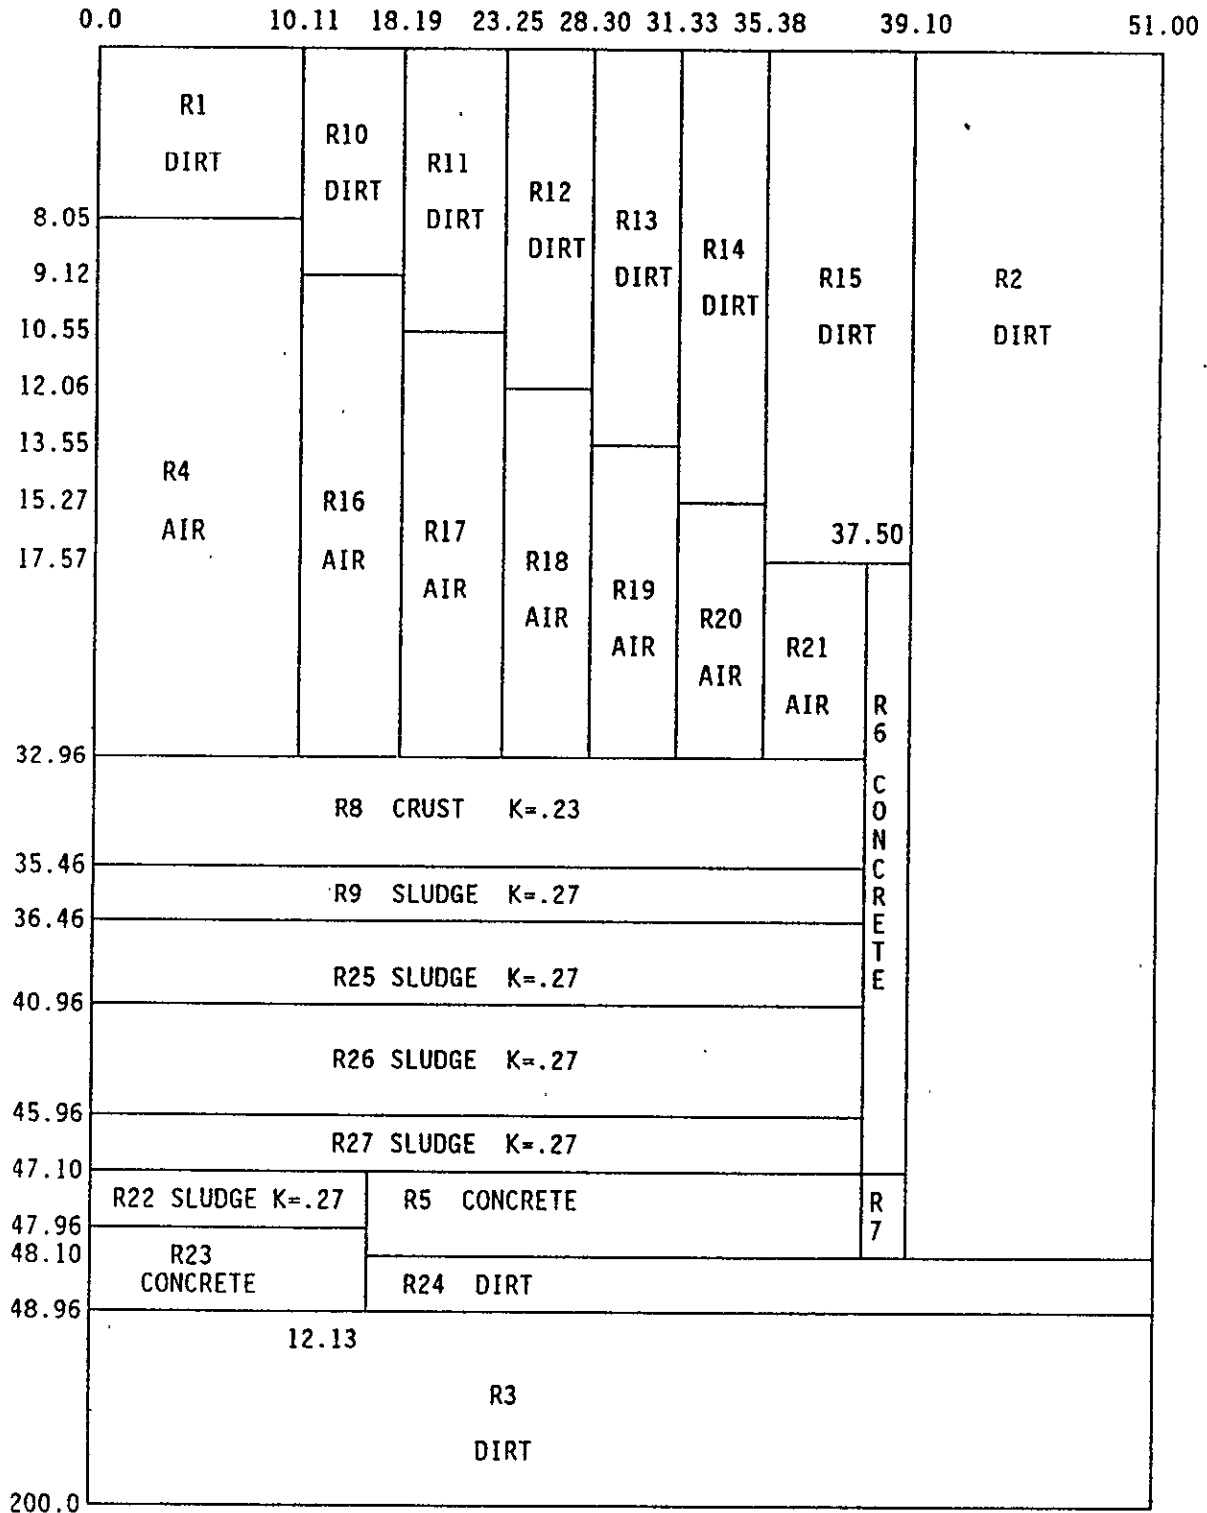 0.0 10.11 18.19 23.25 28.30 31.33 35.38 39.10 51.00
R1
DIRT
R10
DIRT
R11
DIRT
R12
DIRT
R13
DIRT
R14
DIRT
R15
DIRT
R2
DIRT
8.05
9.12
10.55
12.06
13.55
15.27
17.57
37.50
R4
AIR
R16
AIR
R17
AIR
R18
AIR
R19
AIR
R20
AIR
R21
AIR
R6 CONCRETE
32.96
R8 CRUST K=.23
35.46
R9 SLUDGE K=.27
36.46
R25 SLUDGE K=.27
40.96
R26 SLUDGE K=.27
45.96
R27 SLUDGE K=.27
47.10
R22 SLUDGE K=.27
R5 CONCRETE
R7
47.96
48.10
R23
CONCRETE
R24 DIRT
48.96
12.13
R3
DIRT
200.0